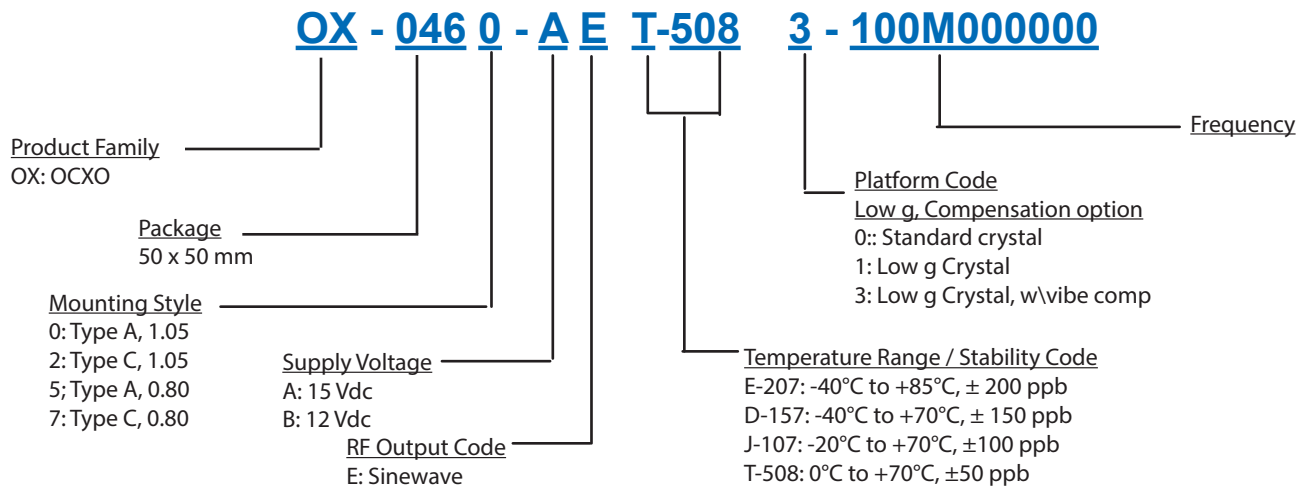 OX - 046 0 - A E T-508 3 - 100M000000
Product Family
OX: OCXO
Package
50 x 50 mm
Mounting Style
0: Type A, 1.05
2: Type C, 1.05
5; Type A, 0.80
7: Type C, 0.80
Supply Voltage
A: 15 Vdc
B: 12 Vdc
RF Output Code
E: Sinewave
Temperature Range / Stability Code
E-207: -40°C to +85°C, ± 200 ppb
D-157: -40°C to +70°C, ± 150 ppb
J-107: -20°C to +70°C, ±100 ppb
T-508: 0°C to +70°C, ±50 ppb
Platform Code
Low g, Compensation option
0:: Standard crystal
1: Low g Crystal
3: Low g Crystal, w\vibe comp
Frequency